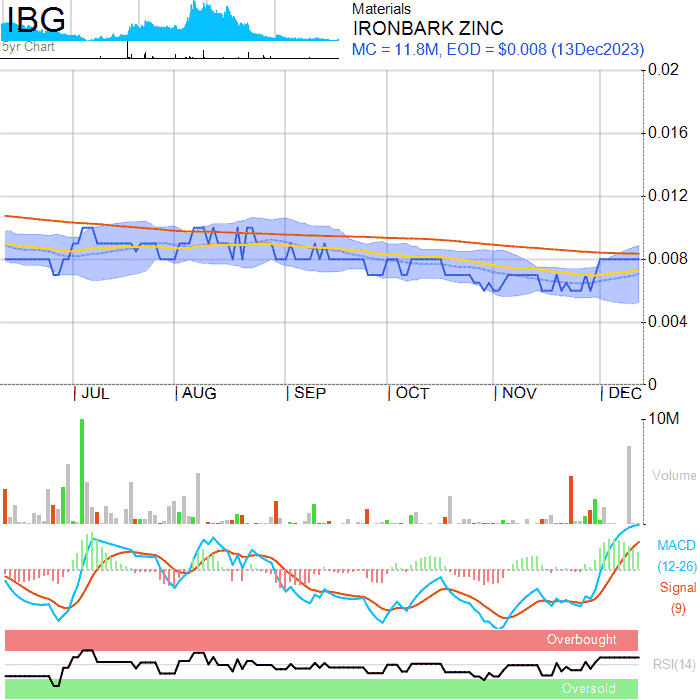 IBG
5yr Chart
Materials
IRONBARK ZINC
MC = 11.8M, EOD = $0.008 (13Dec2023)
0.02
0.016
0.012
0.008
0.004
0
JUL AUG SEP OCT NOV DEC
10M
Volume
MACD
(12-26)
Signal
(9)
Overbought
RSI(14)
Oversold